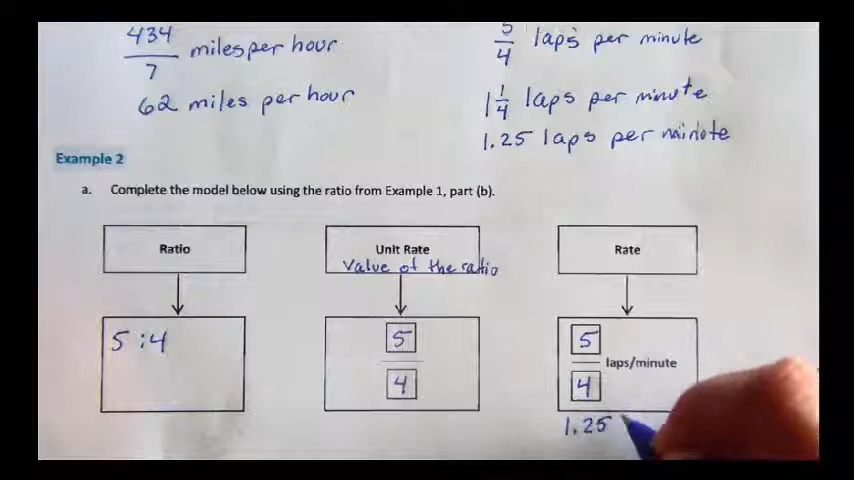 434
7
miles per hour
62 miles per hour
5
4
laps per minute
1 1/4 laps per minute
1.25 laps per minute
Example 2
a. Complete the model below using the ratio from Example 1, part (b).
Ratio
Unit Rate
Value of the ratio
Rate
5 : 4
5
4
5
4
laps/minute
1.25